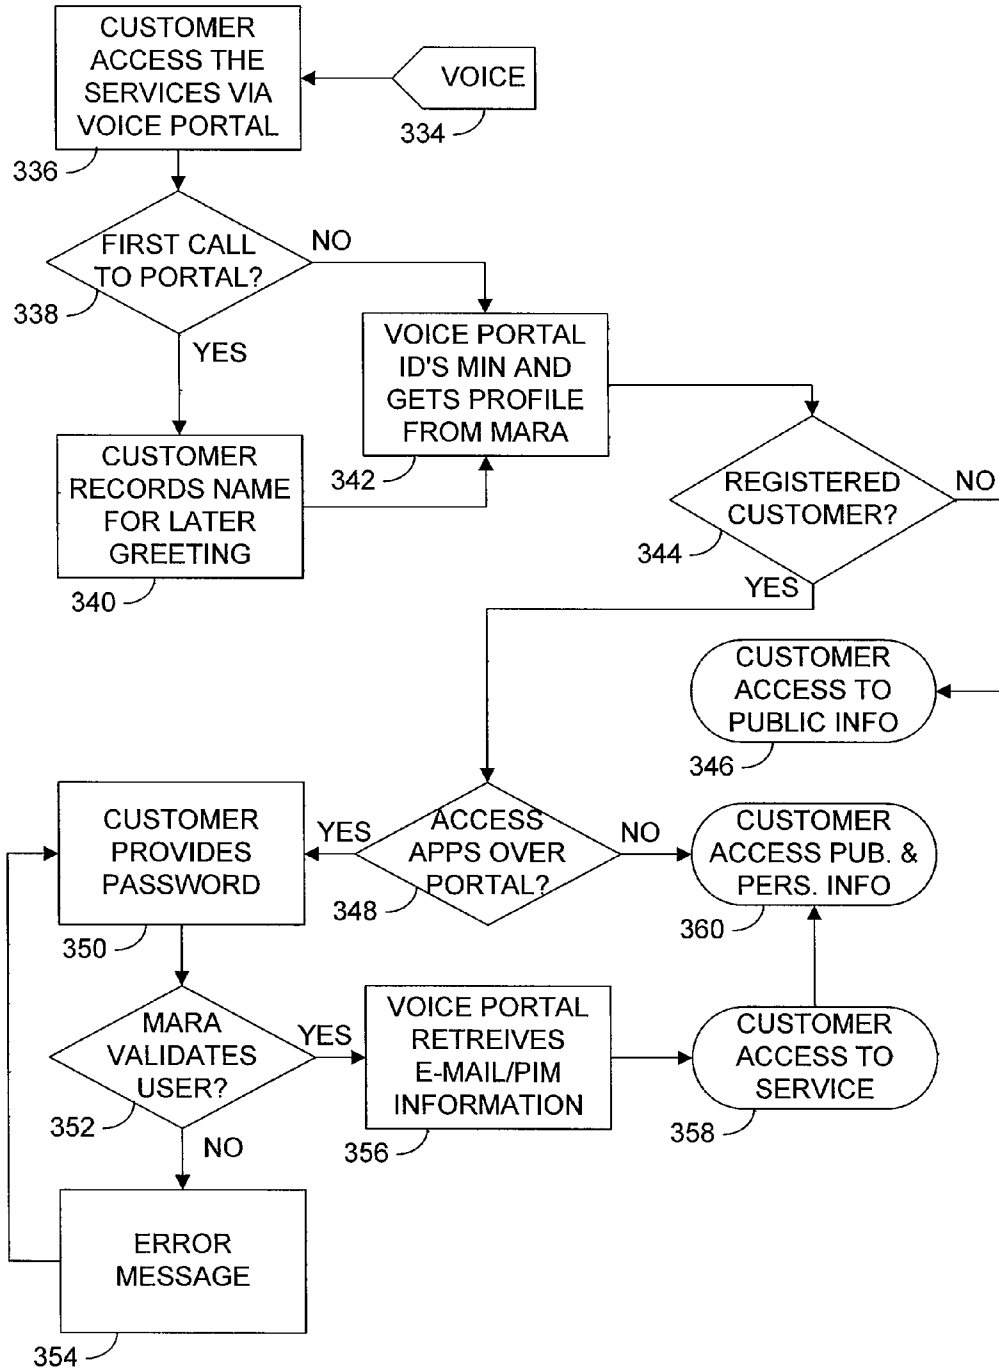 CUSTOMER
ACCESS THE
SERVICES VIA
VOICE PORTAL
336
VOICE
334
FIRST CALL
TO PORTAL?
338
NO
YES
CUSTOMER
RECORDS NAME
FOR LATER
GREETING
340
VOICE PORTAL
ID'S MIN AND
GETS PROFILE
FROM MARA
342
REGISTERED
CUSTOMER?
344
NO
YES
CUSTOMER
ACCESS TO
PUBLIC INFO
346
ACCESS
APPS OVER
PORTAL?
348
YES
NO
CUSTOMER
PROVIDES
PASSWORD
350
CUSTOMER
ACCESS PUB. &
PERS. INFO
360
MARA
VALIDATES
USER?
352
YES
NO
VOICE PORTAL
RETREIVES
E-MAIL/PIM
INFORMATION
356
CUSTOMER
ACCESS TO
SERVICE
358
ERROR
MESSAGE
354